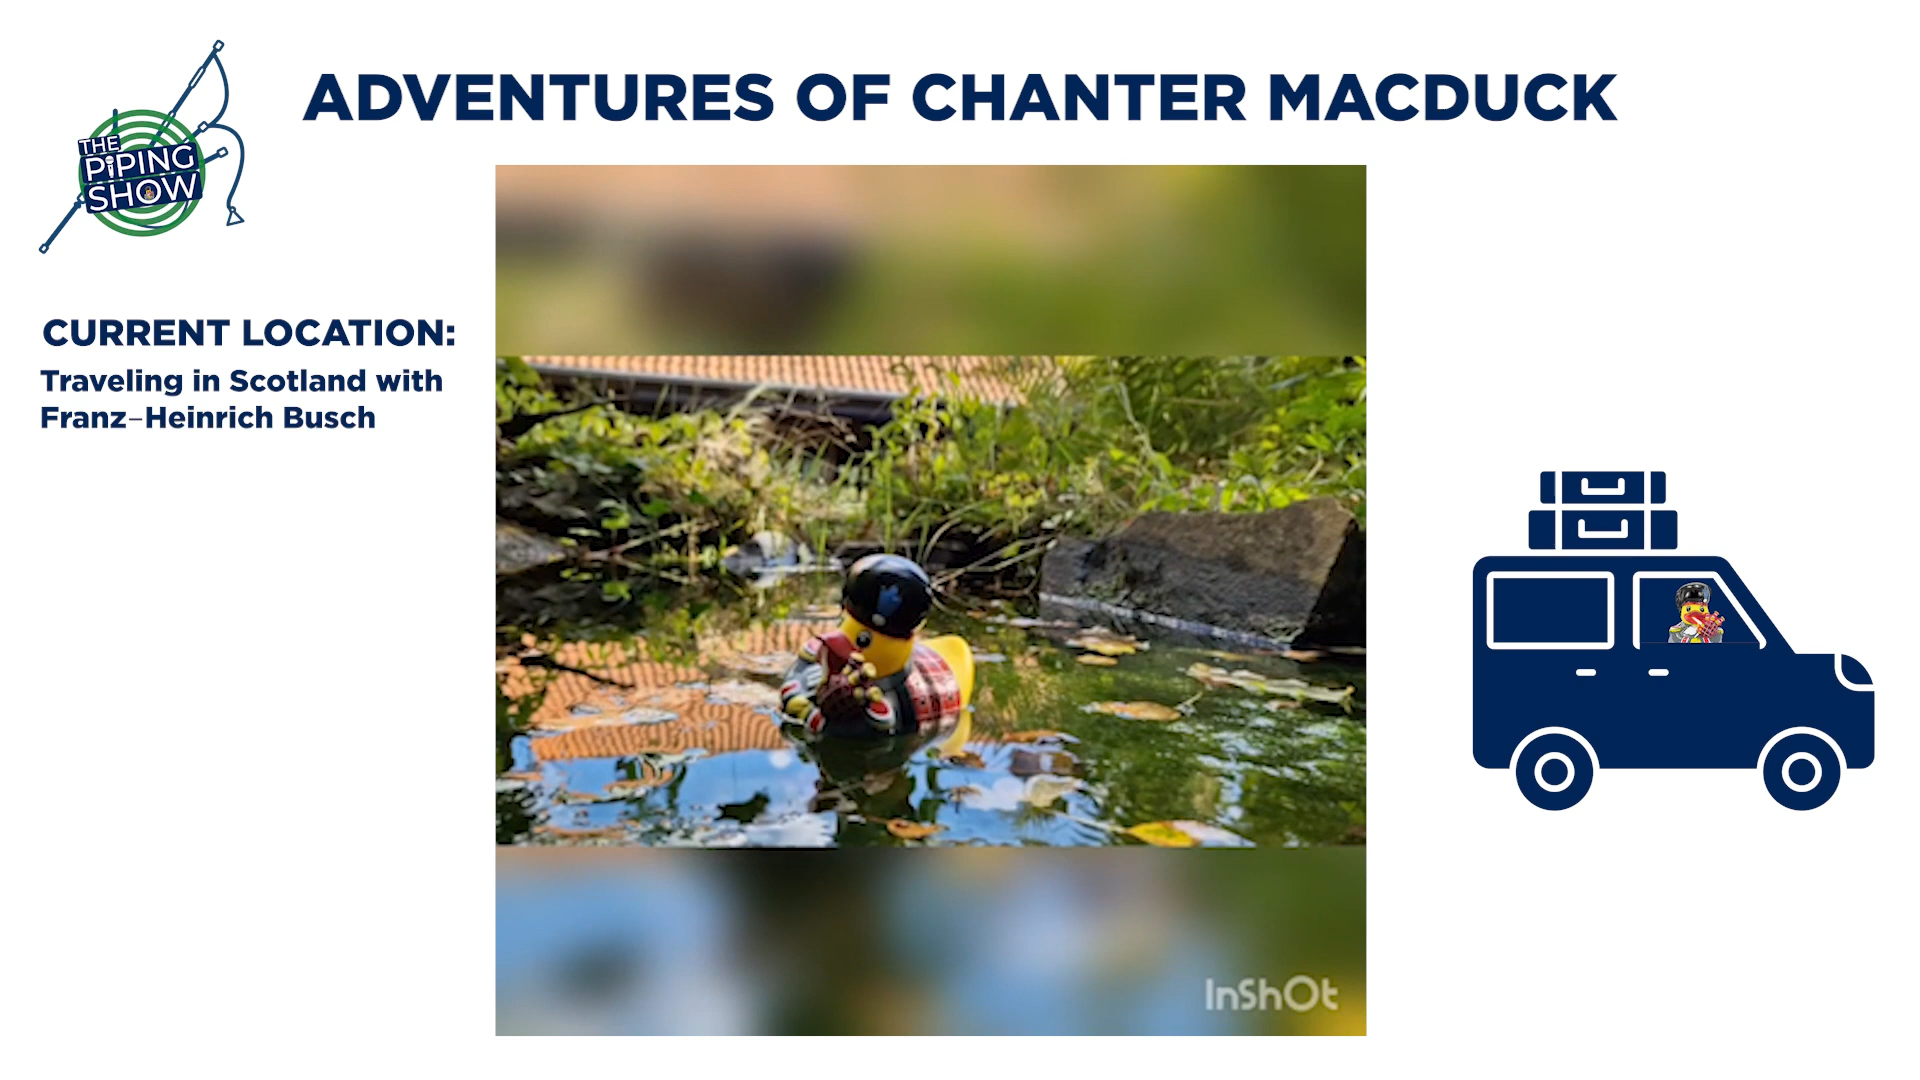 THE
PIPING
SHOW
ADVENTURES OF CHANTER MACDUCK
CURRENT LOCATION:
Traveling in Scotland with
Franz–Heinrich Busch
InShOt